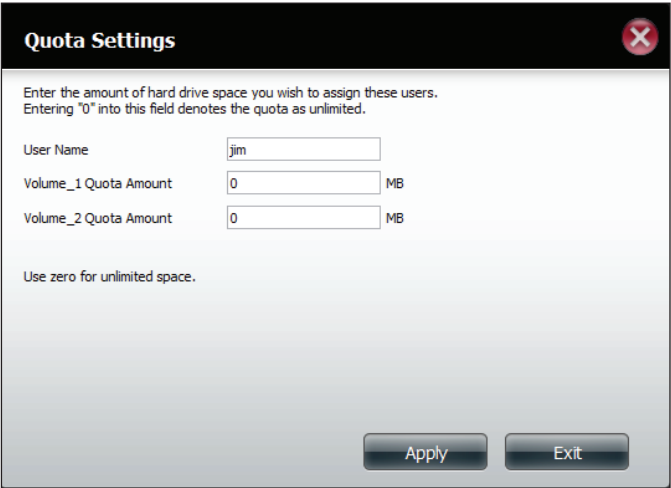 Quota Settings
Enter the amount of hard drive space you wish to assign these users.
Entering "0" into this field denotes the quota as unlimited.
User Name jim
Volume_1 Quota Amount 0 MB
Volume_2 Quota Amount 0 MB
Use zero for unlimited space.
Apply Exit